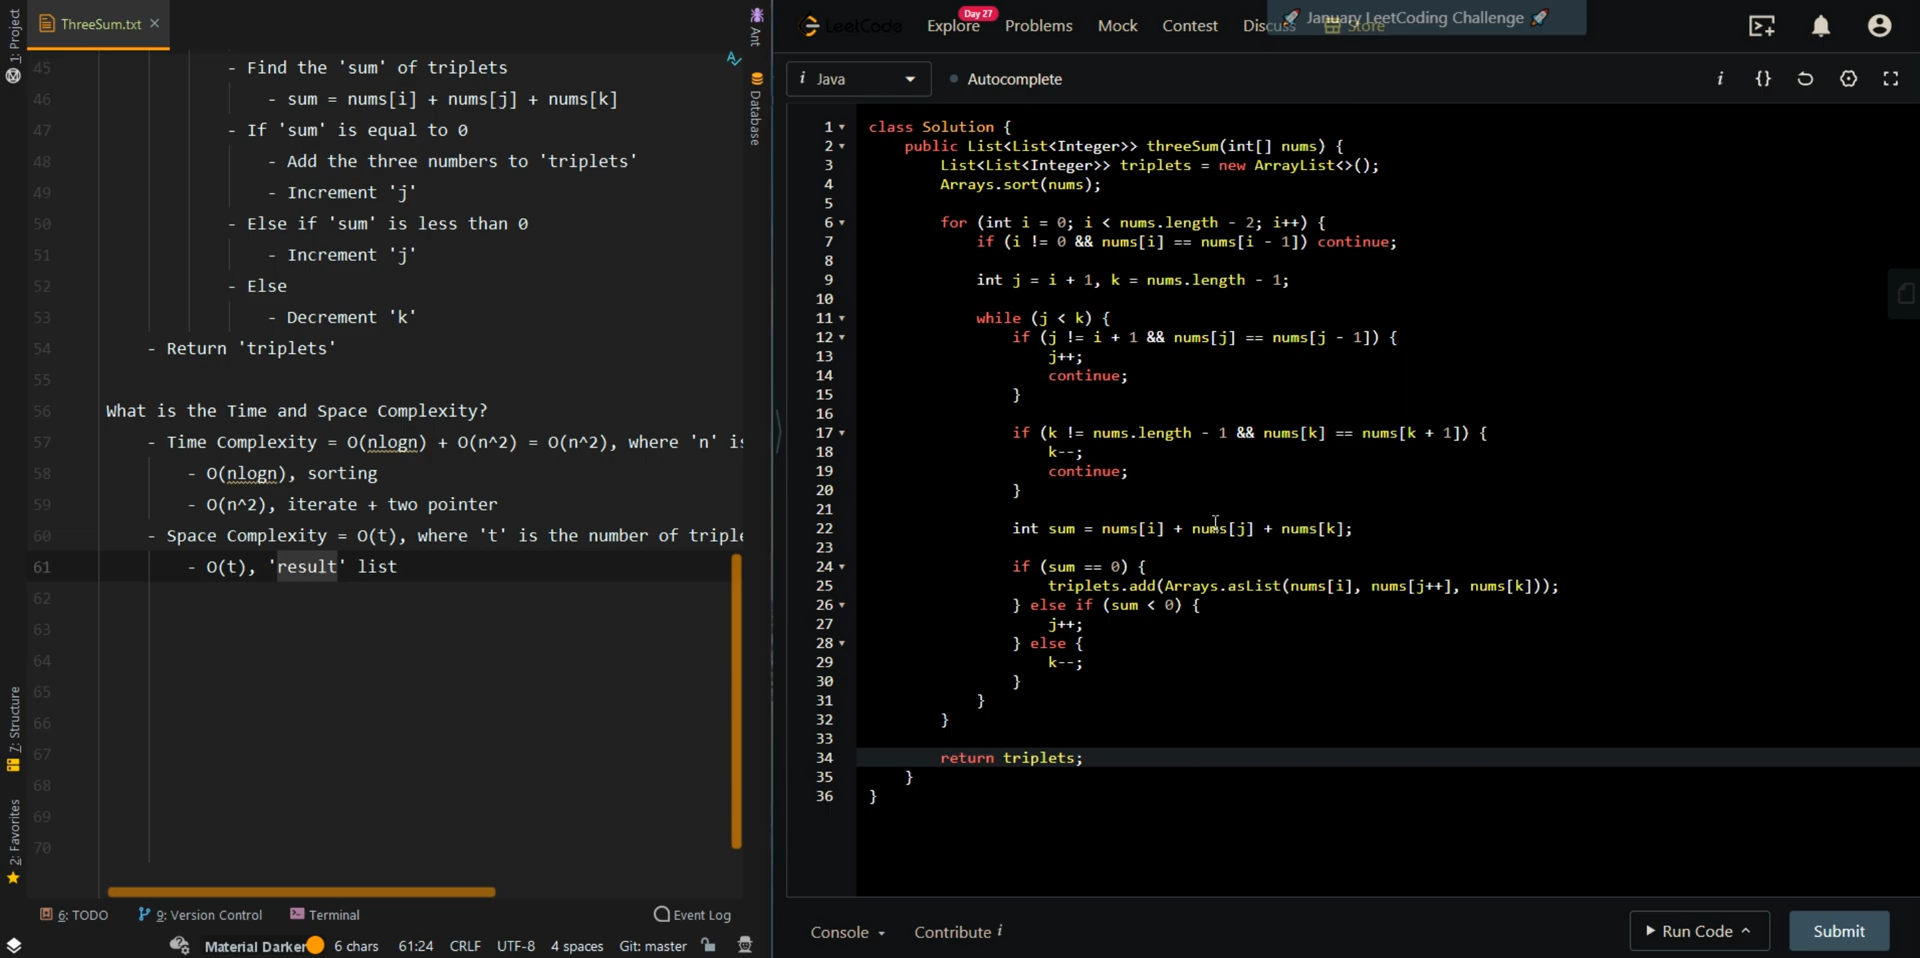 ThreeSum.txt
1: Project
7: Structure
2: Favorites
45 - Find the 'sum' of triplets
46 - sum = nums[i] + nums[j] + nums[k]
47 - If 'sum' is equal to 0
48 - Add the three numbers to 'triplets'
49 - Increment 'j'
50 - Else if 'sum' is less than 0
51 - Increment 'j'
52 - Else
53 - Decrement 'k'
54 - Return 'triplets'
55
56 What is the Time and Space Complexity?
57 - Time Complexity = O(nlogn) + O(n^2) = O(n^2), where 'n' is
58 - O(nlogn), sorting
59 - O(n^2), iterate + two pointer
60 - Space Complexity = O(t), where 't' is the number of triple
61 - O(t), 'result' list
62
63
64
65
66
67
68
69
70
Ant
Database
6: TODO 9: Version Control Terminal Event Log
Material Darker 6 chars 61:24 CRLF UTF-8 4 spaces Git: master
LeetCode Explore Day 27 Problems Mock Contest Discuss Store
🚀 January LeetCoding Challenge 🚀
i Java Autocomplete i {}
1 class Solution {
2 public List<List<Integer>> threeSum(int[] nums) {
3 List<List<Integer>> triplets = new ArrayList<>();
4 Arrays.sort(nums);
5
6 for (int i = 0; i < nums.length - 2; i++) {
7 if (i != 0 && nums[i] == nums[i - 1]) continue;
8
9 int j = i + 1, k = nums.length - 1;
10
11 while (j < k) {
12 if (j != i + 1 && nums[j] == nums[j - 1]) {
13 j++;
14 continue;
15 }
16
17 if (k != nums.length - 1 && nums[k] == nums[k + 1]) {
18 k--;
19 continue;
20 }
21
22 int sum = nums[i] + nums[j] + nums[k];
23
24 if (sum == 0) {
25 triplets.add(Arrays.asList(nums[i], nums[j++], nums[k]));
26 } else if (sum < 0) {
27 j++;
28 } else {
29 k--;
30 }
31 }
32 }
33
34 return triplets;
35 }
36 }
Console Contribute i Run Code Submit